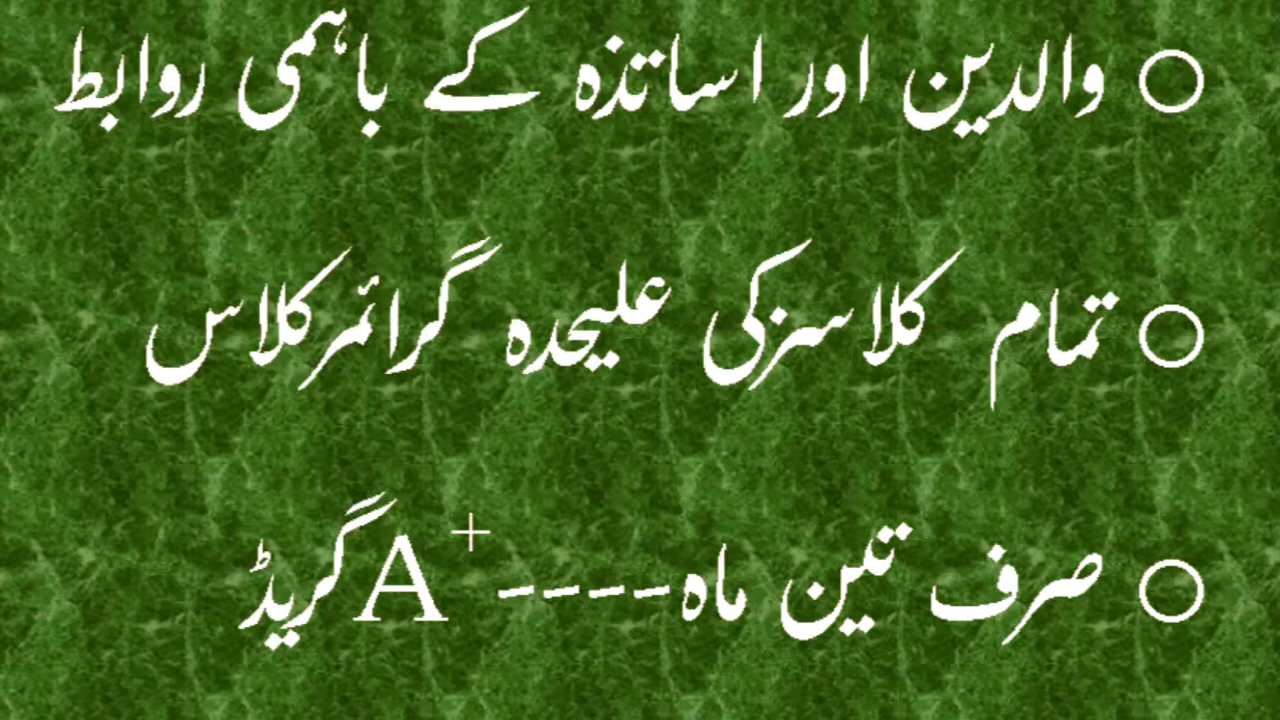 ○ والدین اور اساتذہ کے باہمی روابط
○ تمام کلاسز کی علیحدہ گرائمر کلاس
○ صرف تین ماہ ---- A+ گریڈ